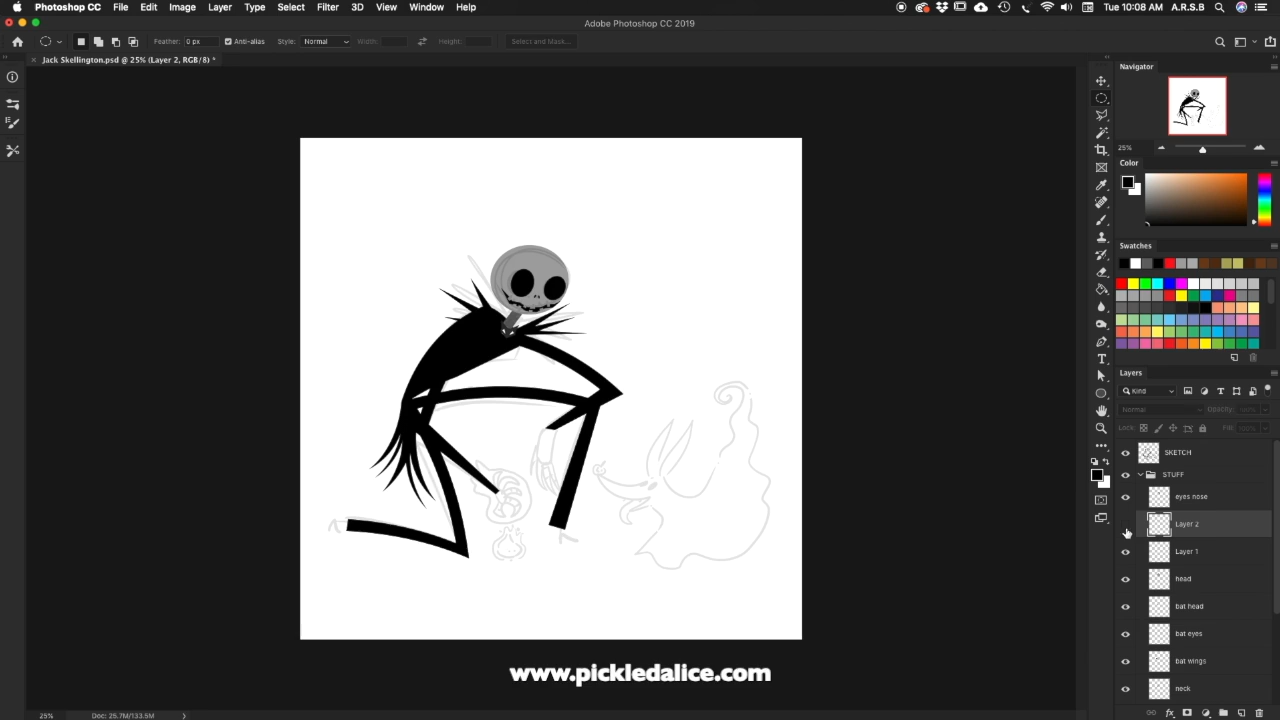 Photoshop CC File Edit Image Layer Type Select Filter 3D View Window Help Tue 10:08 AM A.R.S.B
Adobe Photoshop CC 2019
Feather: 0 px Anti-alias Style: Normal Width: Height: Select and Mask...
Jack Skellington.psd @ 25% (Layer 2, RGB/8) *
Navigator
25%
Color
Swatches
Layers
Kind
Normal Opacity: 100%
Lock: Fill: 100%
SKETCH
STUFF
eyes nose
Layer 2
Layer 1
head
bat head
bat eyes
bat wings
neck
www.pickledalice.com
25% Doc: 25.7M/133.5M